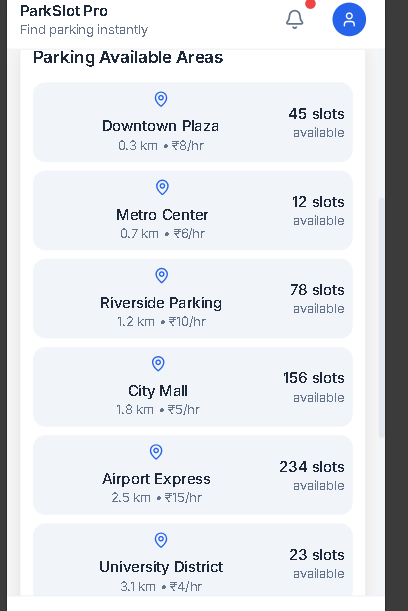 ParkSlot Pro
Find parking instantly
Parking Available Areas
Downtown Plaza
0.3 km • ₹8/hr
45 slots
available
Metro Center
0.7 km • ₹6/hr
12 slots
available
Riverside Parking
1.2 km • ₹10/hr
78 slots
available
City Mall
1.8 km • ₹5/hr
156 slots
available
Airport Express
2.5 km • ₹15/hr
234 slots
available
University District
3.1 km • ₹4/hr
23 slots
available